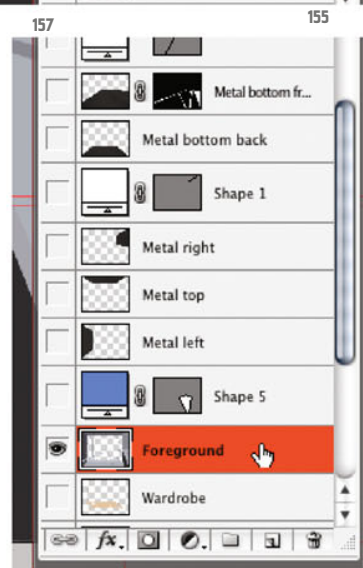 157
155
Metal bottom fr...
Metal bottom back
Shape 1
Metal right
Metal top
Metal left
Shape 5
Foreground
Wardrobe
fx.